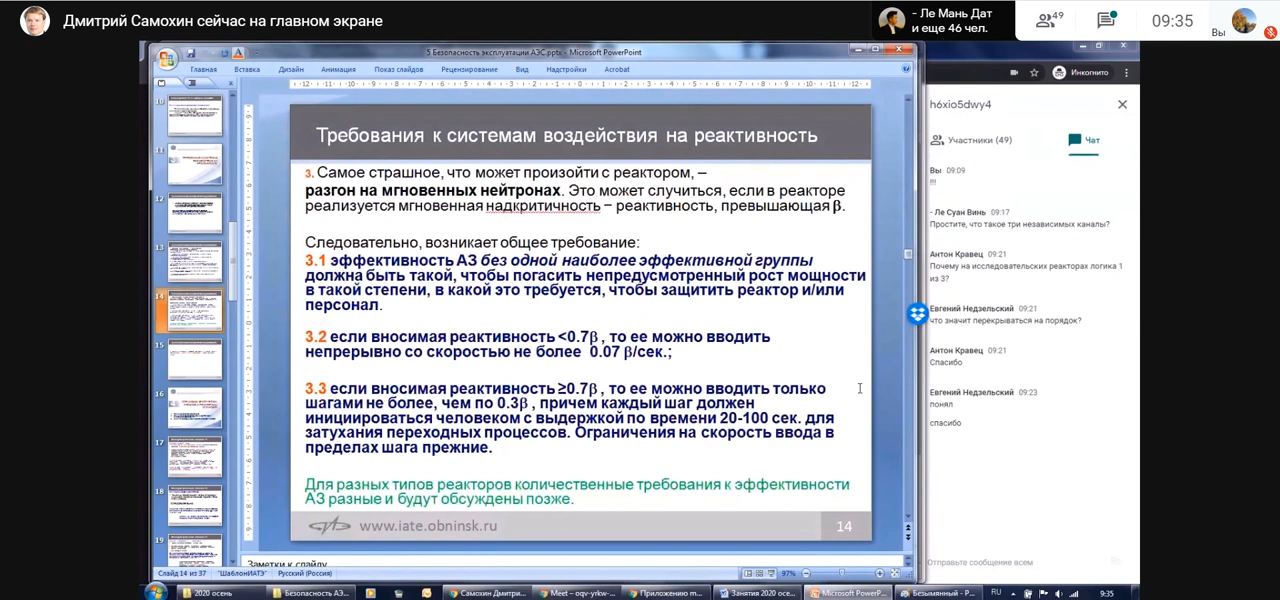 Дмитрий Самохин сейчас на главном экране
- Ле Мань Дат
и еще 46 чел.
49
09:35
Вы
5 Безопасность эксплуатации АЭС.pptx - Microsoft PowerPoint
Главная Вставка Дизайн Анимация Показ слайдов Рецензирование Вид Надстройки Acrobat
10
11
12
13
14
15
16
17
18
19
Требования к системам воздействия на реактивность
3. Самое страшное, что может произойти с реактором, –
разгон на мгновенных нейтронах. Это может случиться, если в реакторе
реализуется мгновенная надкритичность – реактивность, превышающая β.
Следовательно, возникает общее требование:
3.1 эффективность АЗ без одной наиболее эффективной группы
должна быть такой, чтобы погасить непредусмотренный рост мощности
в такой степени, в какой это требуется, чтобы защитить реактор и/или
персонал.
3.2 если вносимая реактивность <0.7β , то ее можно вводить
непрерывно со скоростью не более 0.07 β/сек.;
3.3 если вносимая реактивность ≥0.7β , то ее можно вводить только
шагами не более, чем по 0.3β , причем каждый шаг должен
инициироваться человеком с выдержкой по времени 20-100 сек. для
затухания переходных процессов. Ограничения на скорость ввода в
пределах шага прежние.
Для разных типов реакторов количественные требования к эффективности
АЗ разные и будут обсуждены позже.
www.iate.obninsk.ru
14
Заметки к слайду
Слайд 14 из 37 "ШаблонИАТЭ" Русский (Россия)
97%
Инкогнито
h6xio5dwy4
Участники (49) Чат
Вы 09:09
!!!
- Ле Суан Винь 09:17
Простите, что такое три независимых каналы?
Антон Кравец 09:21
Почему на исследовательских реакторах логика 1
из 3?
Евгений Недзельский 09:21
что значит перекрываться на порядок?
Антон Кравец 09:21
Спасибо
Евгений Недзельский 09:23
понял
спасибо
Отправьте сообщение всем
2020 осень
Безопасность АЭ...
Самохин Дмитри...
Meet – oqv-yrkw-...
Приложению m...
Занятия 2020 осе...
Microsoft PowerP...
Безымянный - P...
RU
9:35